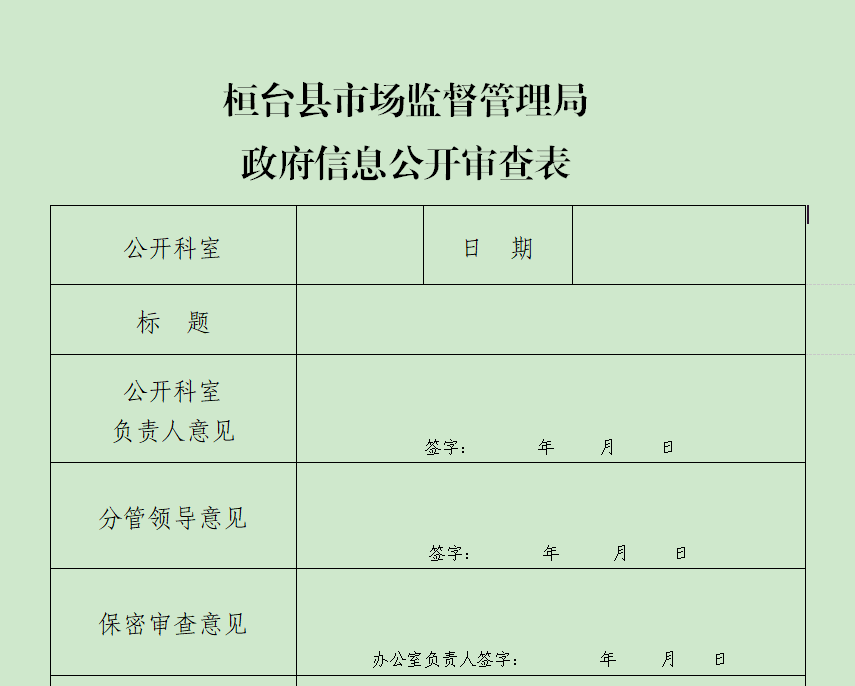 桓台县市场监督管理局
政府信息公开审查表
公开科室 日 期
标 题
公开科室
负责人意见
签字： 年 月 日
分管领导意见
签字： 年 月 日
保密审查意见
办公室负责人签字： 年 月 日